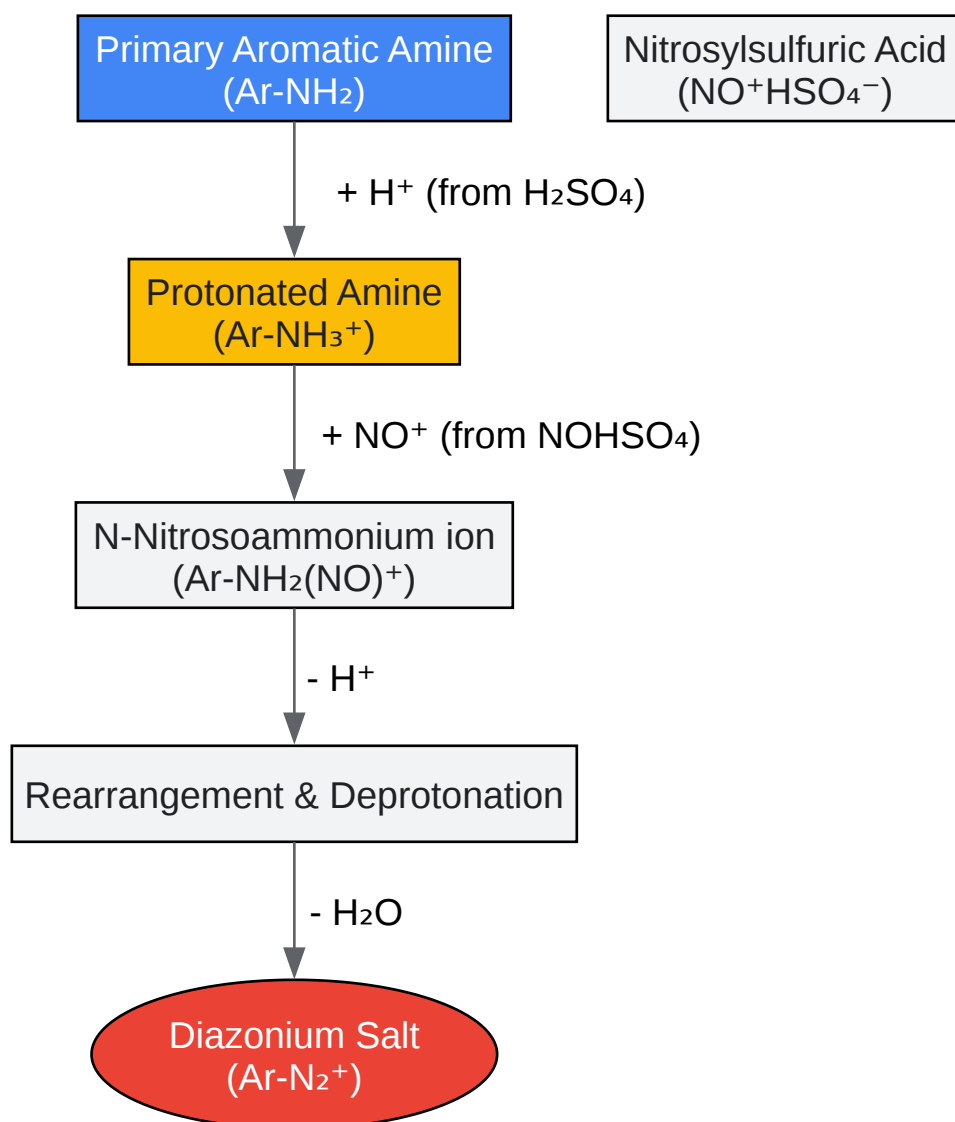 Primary Aromatic Amine
(Ar-NH₂)
Nitrosylsulfuric Acid
(NO⁺HSO₄⁻)
+ H⁺ (from H₂SO₄)
Protonated Amine
(Ar-NH₃⁺)
+ NO⁺ (from NOHSO₄)
N-Nitrosoammonium ion
(Ar-NH₂(NO)⁺)
- H⁺
Rearrangement & Deprotonation
- H₂O
Diazonium Salt
(Ar-N₂⁺)